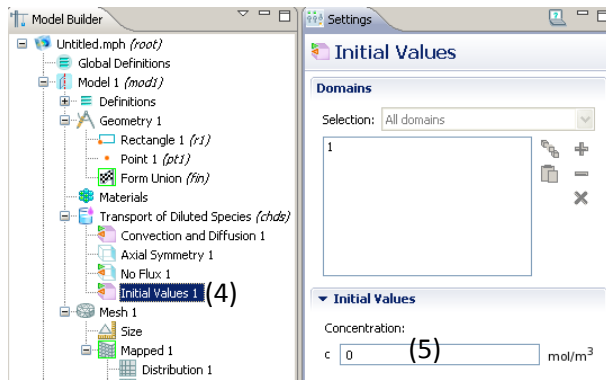 Model Builder
Untitled.mph (root)
Global Definitions
Model 1 (mod1)
Definitions
Geometry 1
Rectangle 1 (r1)
Point 1 (pt1)
Form Union (fin)
Materials
Transport of Diluted Species (chds)
Convection and Diffusion 1
Axial Symmetry 1
No Flux 1
Initial Values 1 (4)
Mesh 1
Size
Mapped 1
Distribution 1
Settings
Initial Values
Domains
Selection: All domains
1
Initial Values
Concentration:
c 0 (5) mol/m³